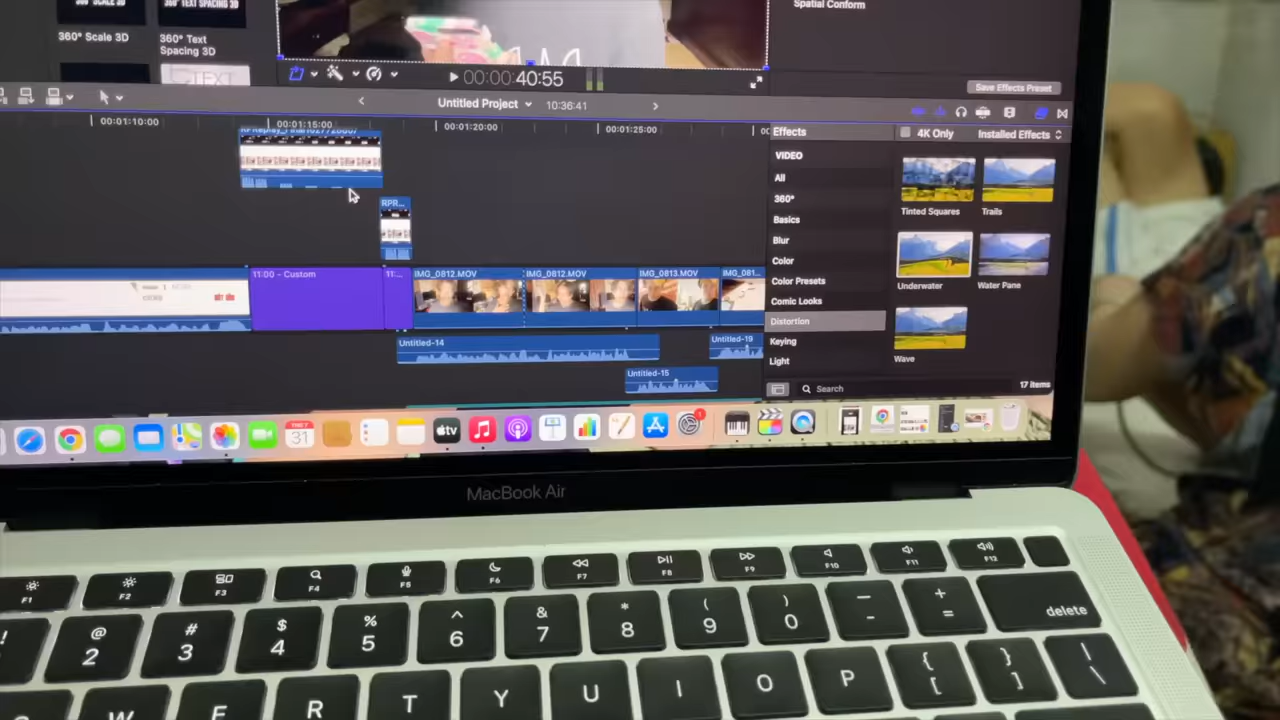 360° Scale 3D
360° Text
Spacing 3D
Spatial Conform
00:00:40:55
Save Effects Preset
Untitled Project
10:36:41
00:01:10:00
00:01:15:00
00:01:20:00
00:01:25:00
Effects
4K Only
Installed Effects
VIDEO
All
360°
Basics
Blur
Color
Color Presets
Comic Looks
Distortion
Keying
Light
Tinted Squares
Trails
Underwater
Water Pane
Wave
Search
17 items
RPR...
11:00 - Custom
11:...
IMG_0812.MOV
IMG_0812.MOV
IMG_0813.MOV
IMG_081...
Untitled-14
Untitled-19
Untitled-15
31
tv
MacBook Air
F1
F2
F3
F4
F5
F6
F7
F8
F9
F10
F11
F12
!
@
2
#
3
$
4
%
5
^
6
&
7
*
8
(
9
)
0
-
+
=
delete
W
E
R
T
Y
U
I
O
P
{
[
}
]
|
\